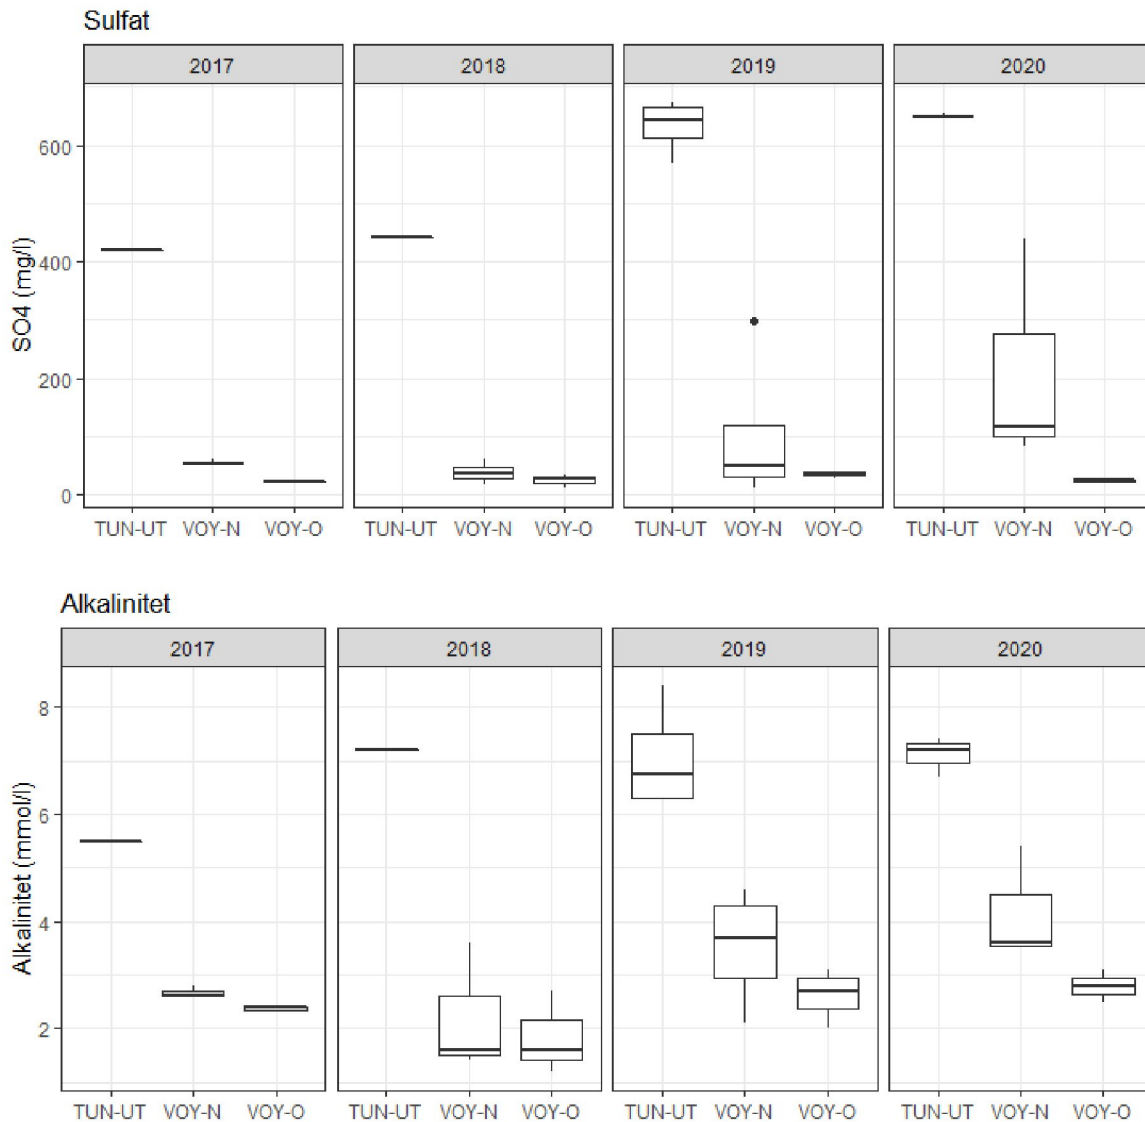 Sulfat
2017 2018 2019 2020
SO4 (mg/l)
600
400
200
0
TUN-UT VOY-N VOY-O TUN-UT VOY-N VOY-O TUN-UT VOY-N VOY-O TUN-UT VOY-N VOY-O
Alkalinitet
2017 2018 2019 2020
Alkalinitet (mmol/l)
8
6
4
2
TUN-UT VOY-N VOY-O TUN-UT VOY-N VOY-O TUN-UT VOY-N VOY-O TUN-UT VOY-N VOY-O